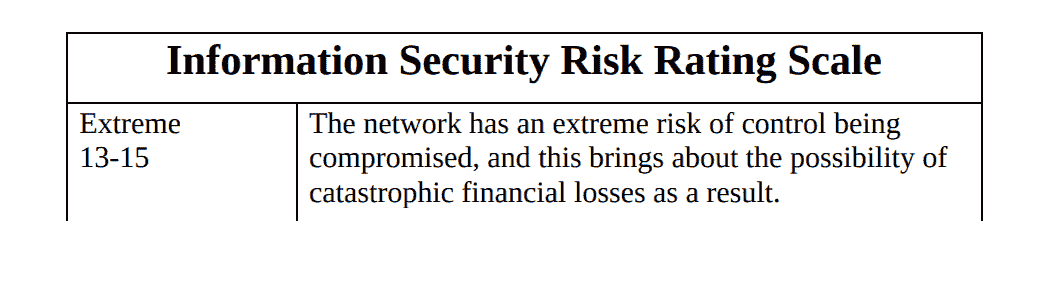 Information Security Risk Rating Scale
Extreme
13-15
The network has an extreme risk of control being
compromised, and this brings about the possibility of
catastrophic financial losses as a result.